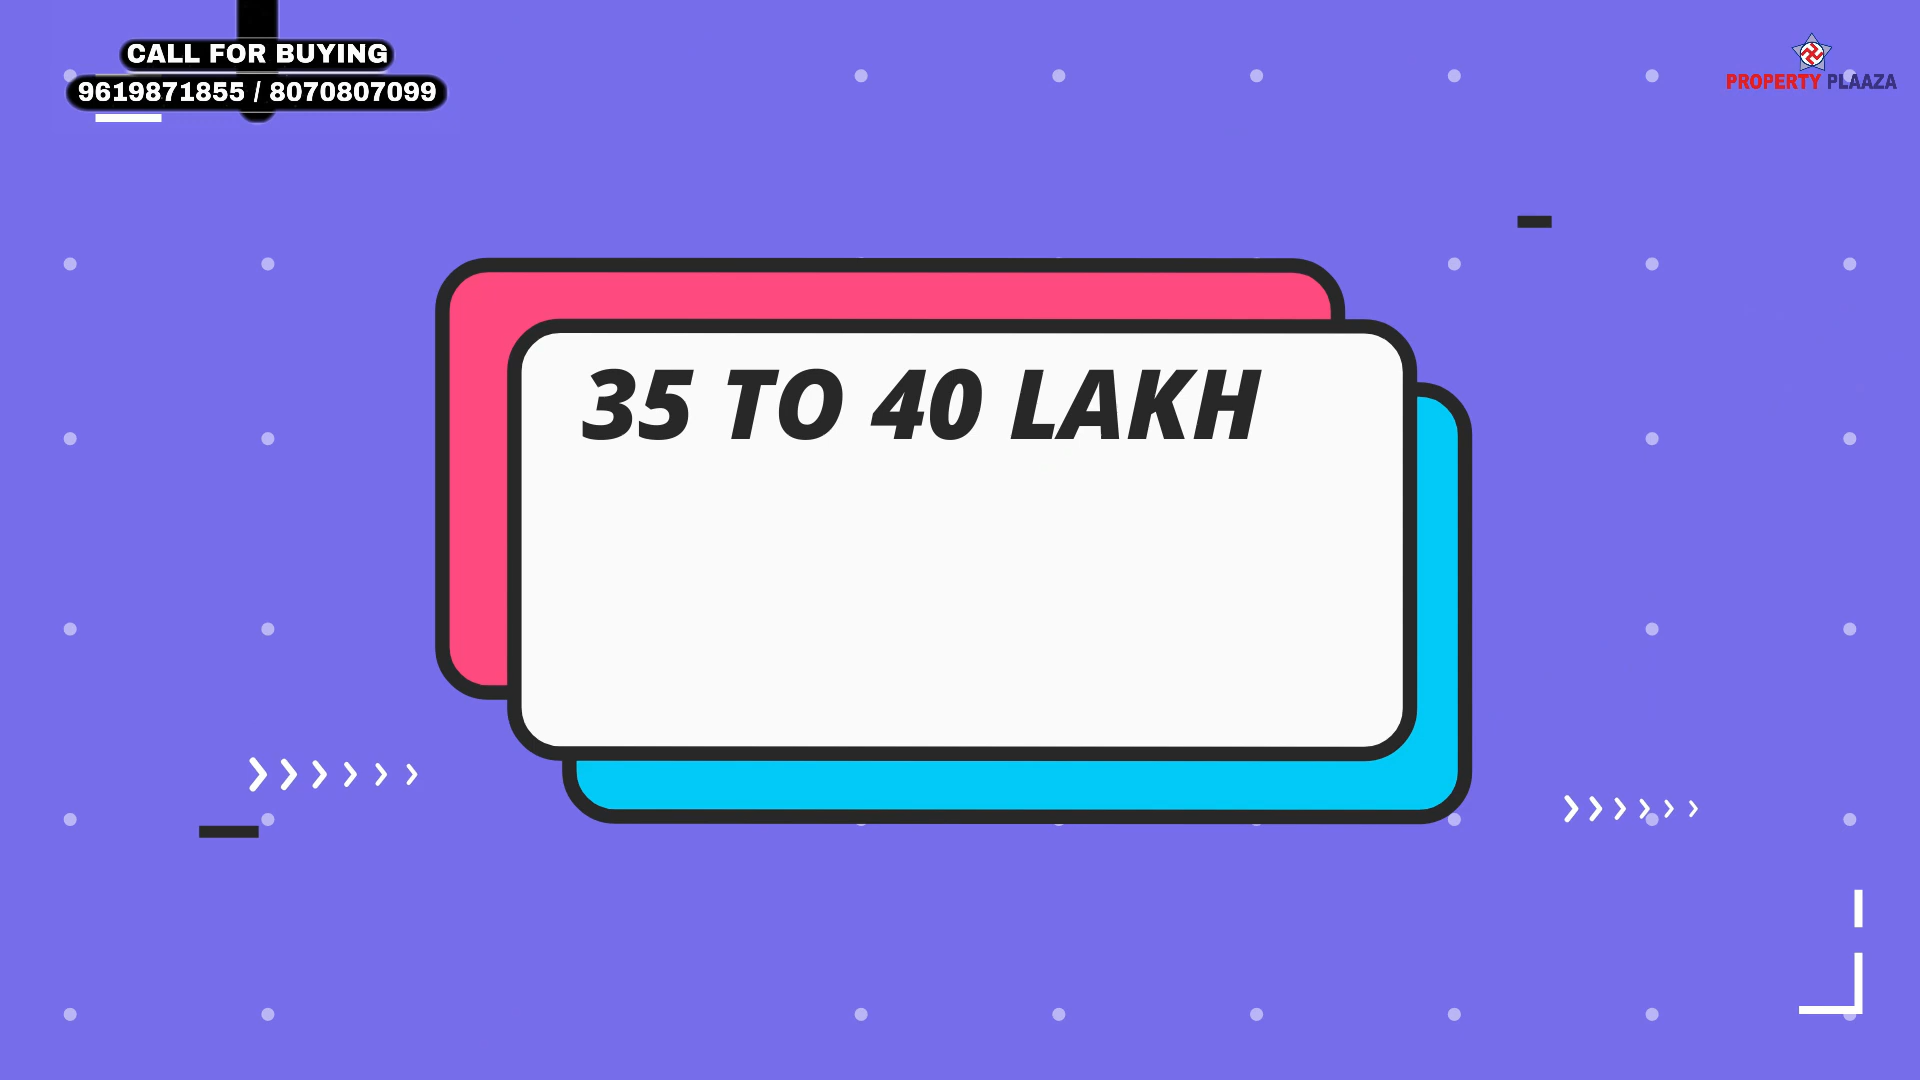 CALL FOR BUYING
9619871855 / 8070807099
PROPERTY PLAAZA
35 TO 40 LAKH